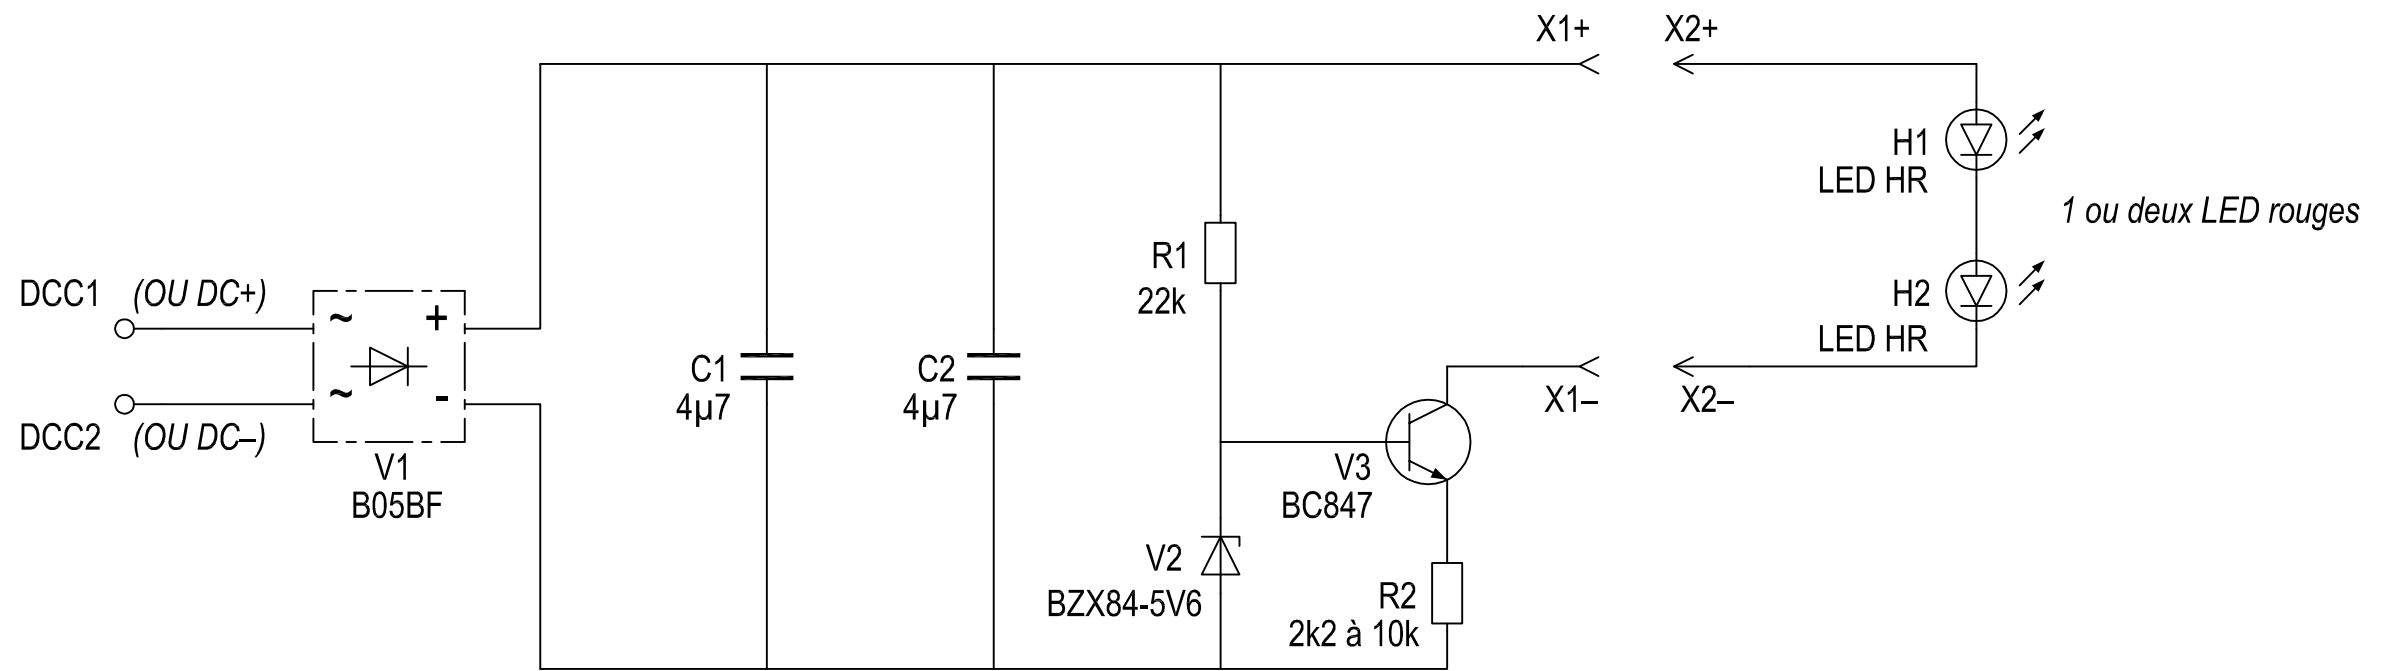 X1+
X2+
H1
LED HR
1 ou deux LED rouges
R1
22k
DCC1 (OU DC+)
H2
LED HR
~ +
C1
4µ7
C2
4µ7
~ -
X1–
X2–
DCC2 (OU DC–)
V1
B05BF
V3
BC847
V2
BZX84-5V6
R2
2k2 à 10k